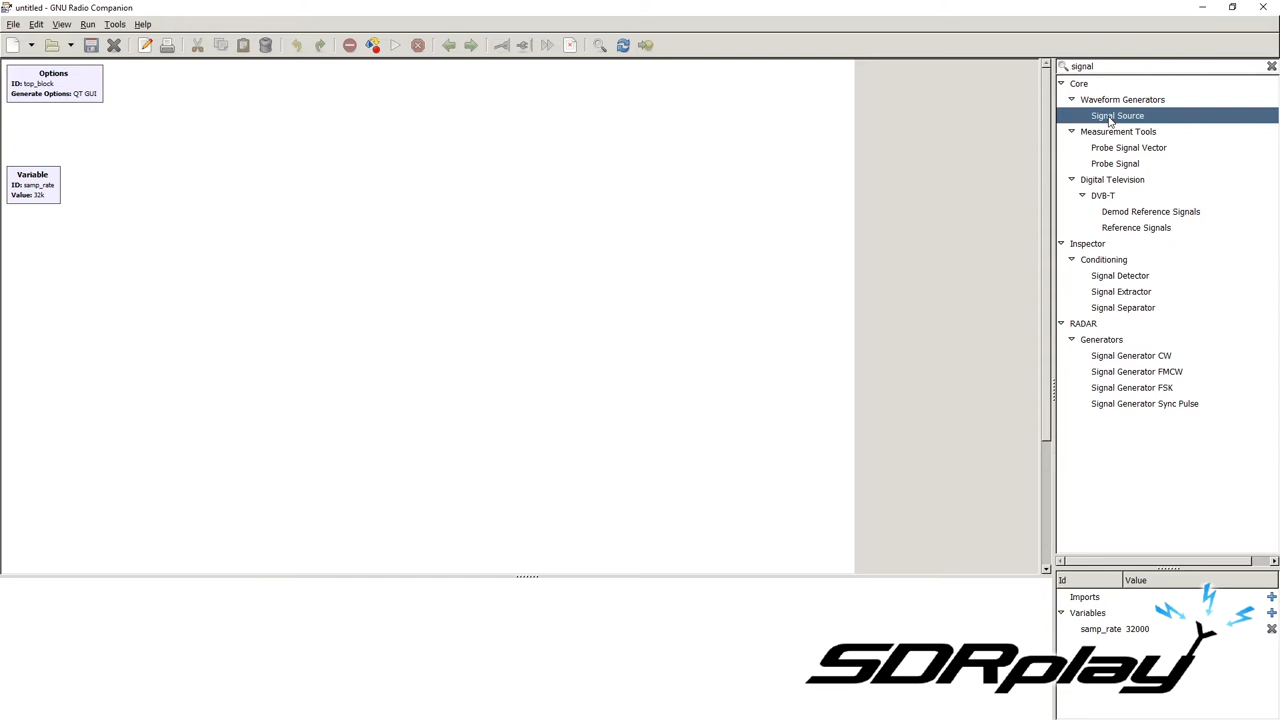 untitled - GNU Radio Companion
File Edit View Run Tools Help
Options
ID: top_block
Generate Options: QT GUI
Variable
ID: samp_rate
Value: 32k
signal
Core
Waveform Generators
Signal Source
Measurement Tools
Probe Signal Vector
Probe Signal
Digital Television
DVB-T
Demod Reference Signals
Reference Signals
Inspector
Conditioning
Signal Detector
Signal Extractor
Signal Separator
RADAR
Generators
Signal Generator CW
Signal Generator FMCW
Signal Generator FSK
Signal Generator Sync Pulse
Id Value
Imports
Variables
samp_rate 32000
SDRplay